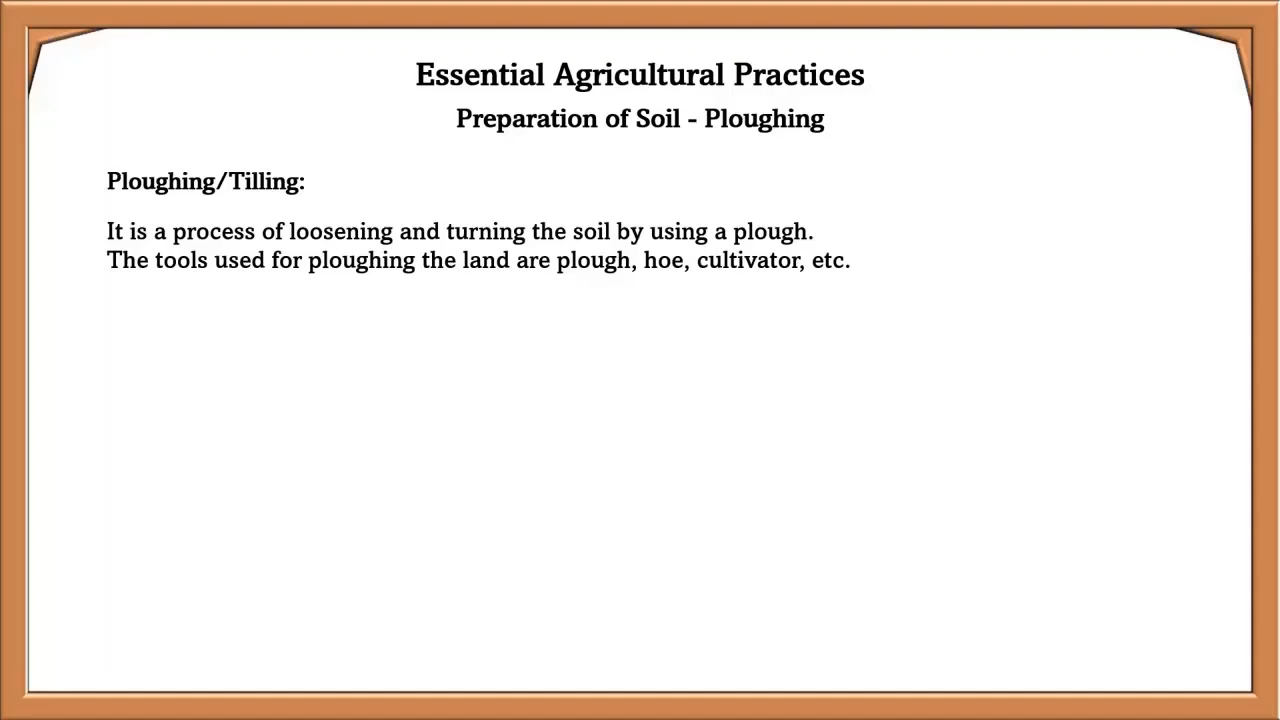 Essential Agricultural Practices
Preparation of Soil - Ploughing
Ploughing/Tilling:
It is a process of loosening and turning the soil by using a plough.
The tools used for ploughing the land are plough, hoe, cultivator, etc.